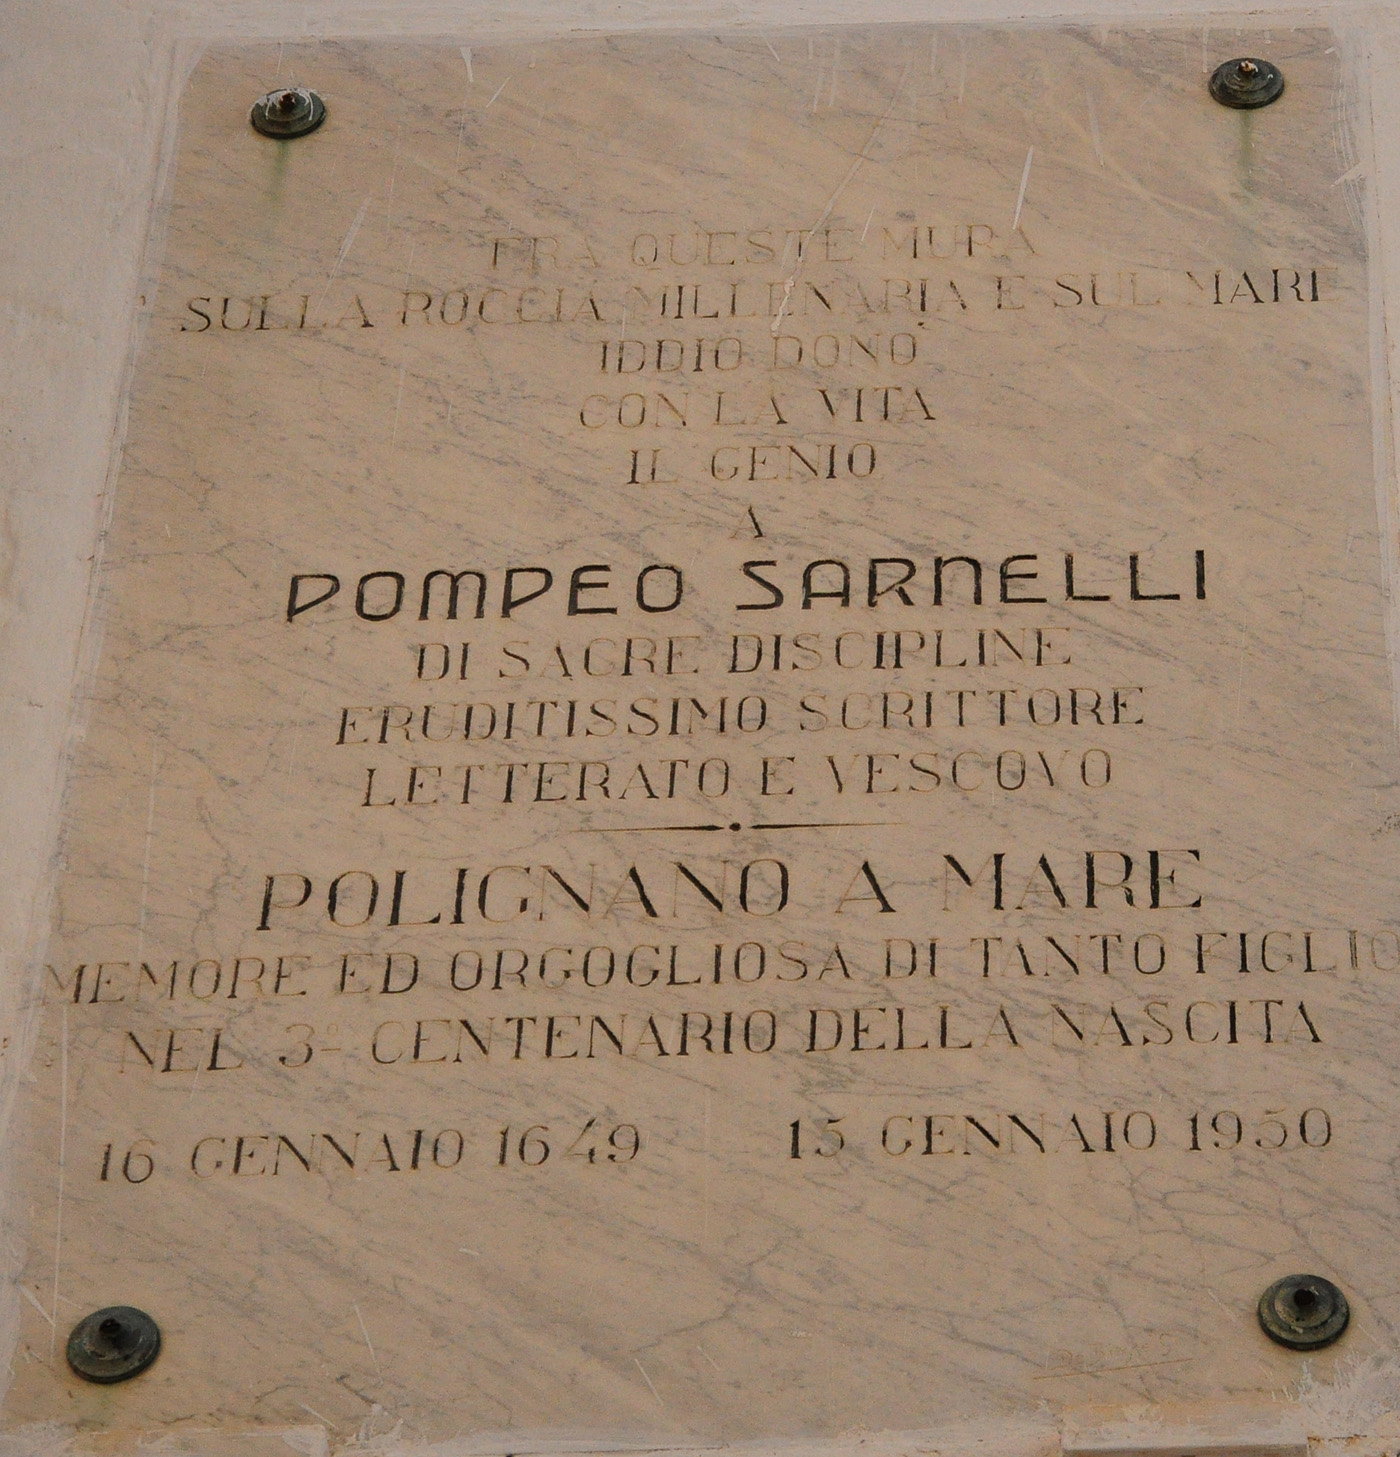 FRA QUESTE MURA
SULLA ROCCIA MILLENARIA E SUL MARE
IDDIO DONO'
CON LA VITA
IL GENIO
A
POMPEO SARNELLI
DI SACRE DISCIPLINE
ERUDITISSIMO SCRITTORE
LETTERATO E VESCOVO
POLIGNANO A MARE
MEMORE ED ORGOGLIOSA DI TANTO FIGLIO
NEL 3º CENTENARIO DELLA NASCITA
16 GENNAIO 1649 15 GENNAIO 1950